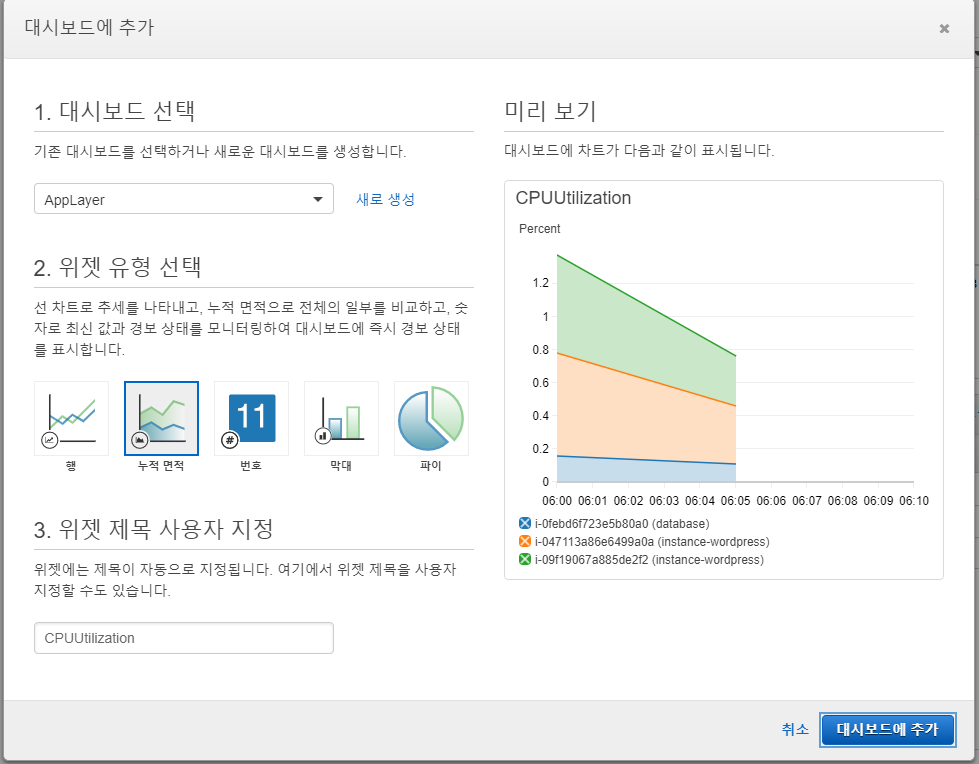 대시보드에 추가
1. 대시보드 선택
기존 대시보드를 선택하거나 새로운 대시보드를 생성합니다.
AppLayer
새로 생성
2. 위젯 유형 선택
선 차트로 추세를 나타내고, 누적 면적으로 전체의 일부를 비교하고, 숫
자로 최신 값과 경보 상태를 모니터링하여 대시보드에 즉시 경보 상태
를 표시합니다.
11
#
행
누적 면적
번호
막대
파이
3. 위젯 제목 사용자 지정
위젯에는 제목이 자동으로 지정됩니다. 여기에서 위젯 제목을 사용자
지정할 수도 있습니다.
CPUUtilization
미리 보기
대시보드에 차트가 다음과 같이 표시됩니다.
CPUUtilization
Percent
1.2
1
0.8
0.6
0.4
0.2
0
06:00 06:01 06:02 06:03 06:04 06:05 06:06 06:07 06:08 06:09 06:10
i-0febd6f723e5b80a0 (database)
i-047113a86e6499a0a (instance-wordpress)
i-09f19067a885de2f2 (instance-wordpress)
취소
대시보드에 추가